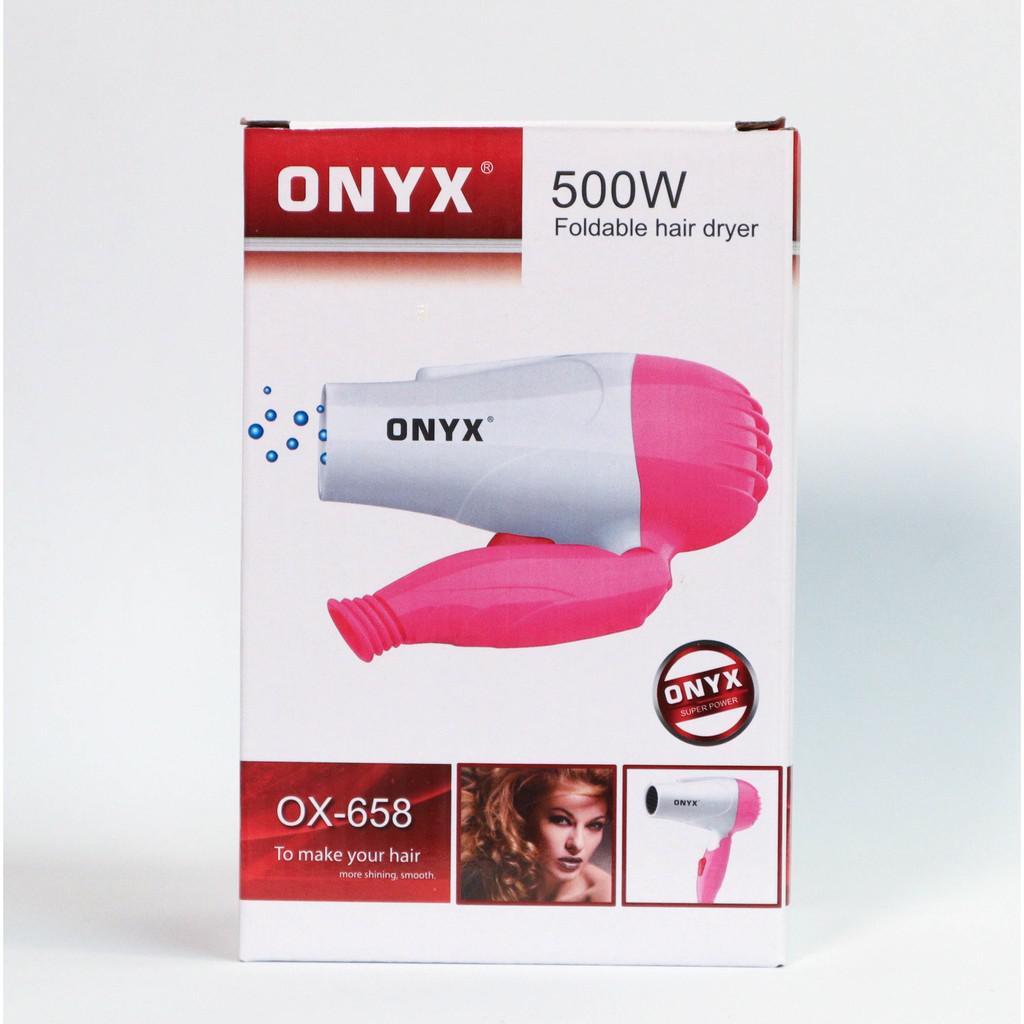 ONYX®
500W
Foldable hair dryer
ONYX®
ONYX
SUPER POWER
OX-658
To make your hair
more shining, smooth.
ONYX